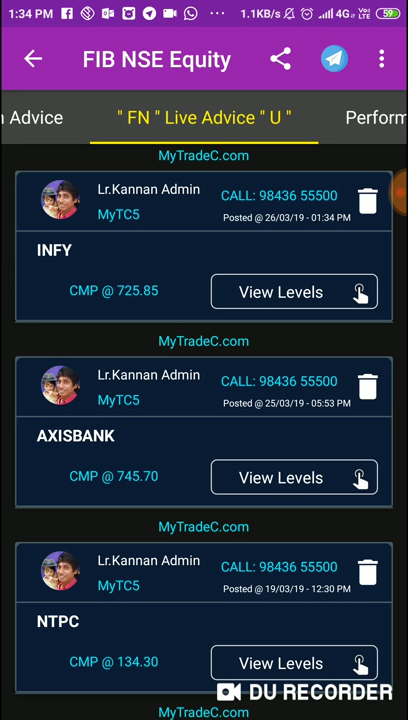 1:34 PM ... 1.1KB/s 4G Vo) LTE 59
FIB NSE Equity
n Advice " FN " Live Advice " U " Perform
MyTradeC.com
Lr.Kannan Admin CALL: 98436 55500
MyTC5 Posted @ 26/03/19 - 01:34 PM
INFY
CMP @ 725.85 View Levels
MyTradeC.com
Lr.Kannan Admin CALL: 98436 55500
MyTC5 Posted @ 25/03/19 - 05:53 PM
AXISBANK
CMP @ 745.70 View Levels
MyTradeC.com
Lr.Kannan Admin CALL: 98436 55500
MyTC5 Posted @ 19/03/19 - 12:30 PM
NTPC
CMP @ 134.30 View Levels
DU RECORDER
MyTradeC.com